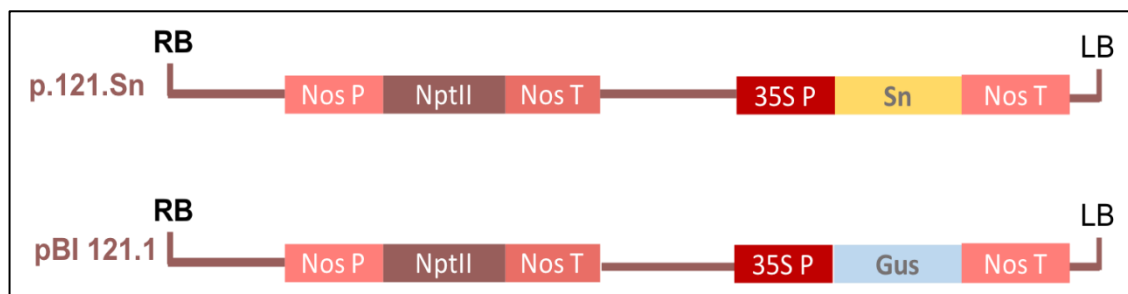 RB
LB
p.121.Sn
Nos P NptII Nos T 35S P Sn Nos T
RB
LB
pBI 121.1
Nos P NptII Nos T 35S P Gus Nos T